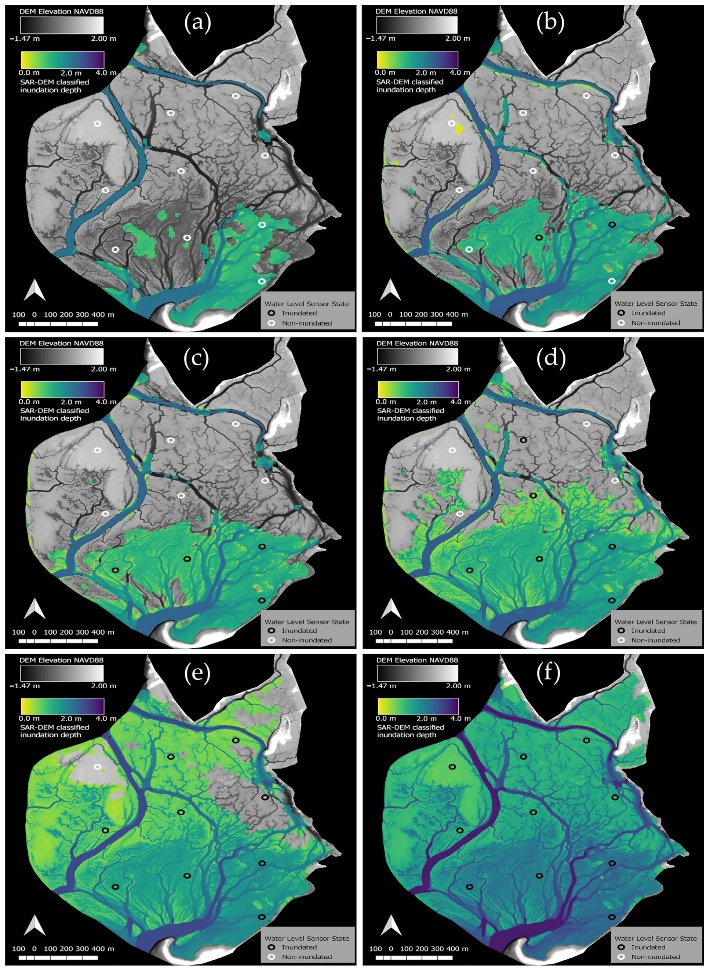 (a)
DEM Elevation NAVD88
−1.47 m 2.00 m
0.0 m 2.0 m 4.0 m
SAR-DEM classified
inundation depth
100 0 100 200 300 400 m
Water Level Sensor State
Inundated
Non-inundated
(b)
DEM Elevation NAVD88
−1.47 m 2.00 m
0.0 m 2.0 m 4.0 m
SAR-DEM classified
inundation depth
100 0 100 200 300 400 m
Water Level Sensor State
Inundated
Non-inundated
(c)
DEM Elevation NAVD88
−1.47 m 2.00 m
0.0 m 2.0 m 4.0 m
SAR-DEM classified
inundation depth
100 0 100 200 300 400 m
Water Level Sensor State
Inundated
Non-inundated
(d)
DEM Elevation NAVD88
−1.47 m 2.00 m
0.0 m 2.0 m 4.0 m
SAR-DEM classified
inundation depth
100 0 100 200 300 400 m
Water Level Sensor State
Inundated
Non-inundated
(e)
DEM Elevation NAVD88
−1.47 m 2.00 m
0.0 m 2.0 m 4.0 m
SAR-DEM classified
inundation depth
100 0 100 200 300 400 m
Water Level Sensor State
Inundated
Non-inundated
(f)
DEM Elevation NAVD88
−1.47 m 2.00 m
0.0 m 2.0 m 4.0 m
SAR-DEM classified
inundation depth
100 0 100 200 300 400 m
Water Level Sensor State
Inundated
Non-inundated